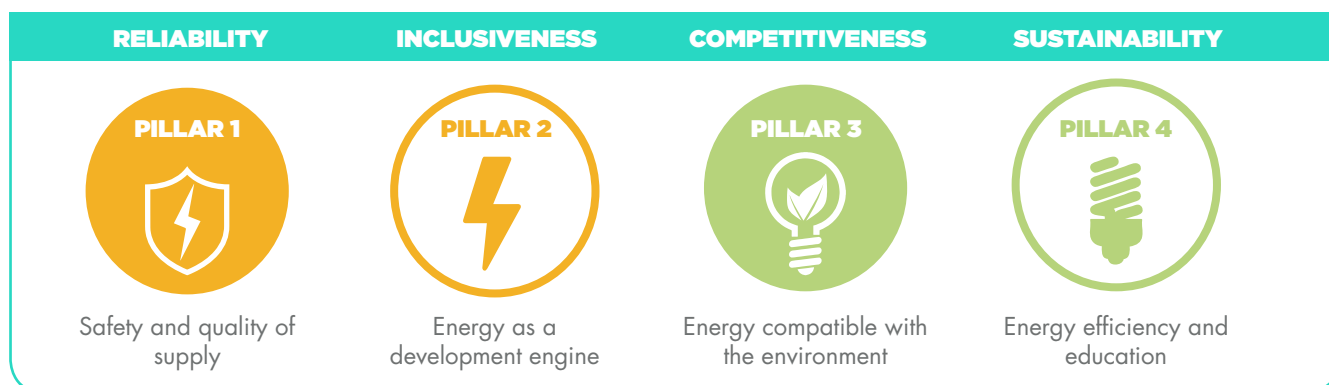 RELIABILITY
INCLUSIVENESS
COMPETITIVENESS
SUSTAINABILITY
PILLAR 1
PILLAR 2
PILLAR 3
PILLAR 4
Safety and quality of
supply
Energy as a
development engine
Energy compatible with
the environment
Energy efficiency and
education